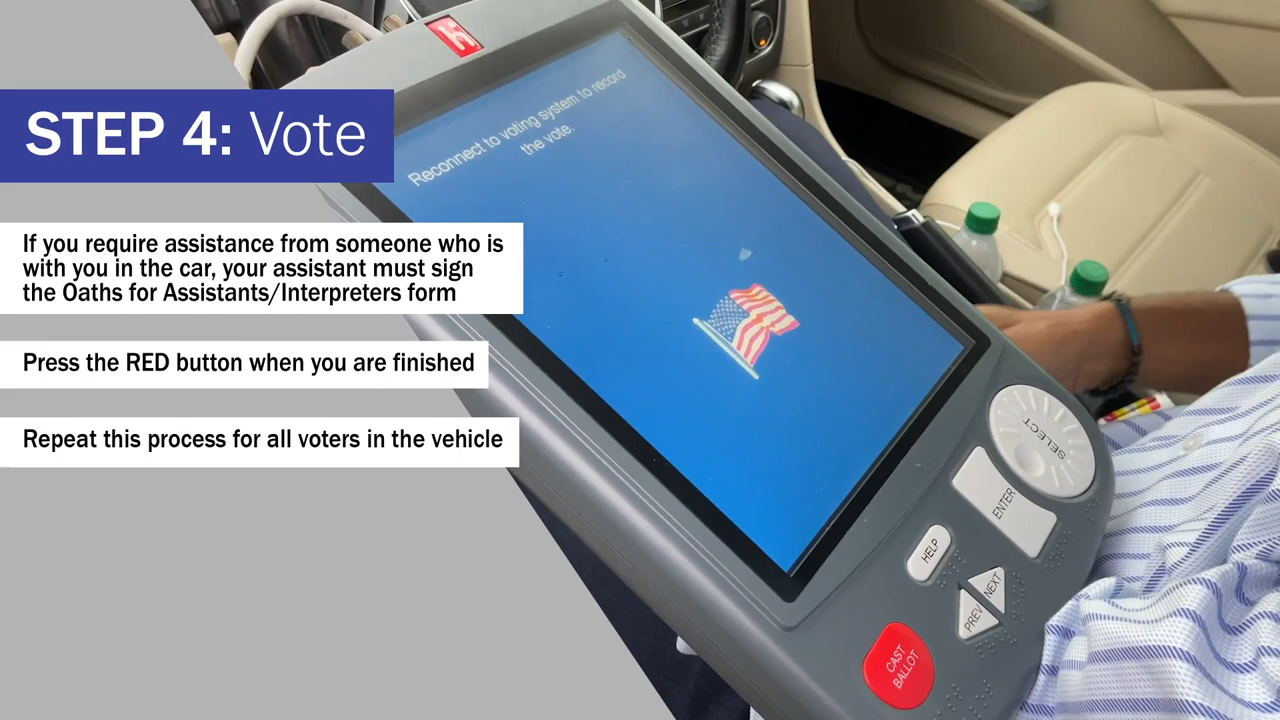 STEP 4: Vote
If you require assistance from someone who is
with you in the car, your assistant must sign
the Oaths for Assistants/Interpreters form
Press the RED button when you are finished
Repeat this process for all voters in the vehicle
Reconnect to voting system to record
the vote.
SELECT
ENTER
HELP
NEXT
PREV
CAST
BALLOT